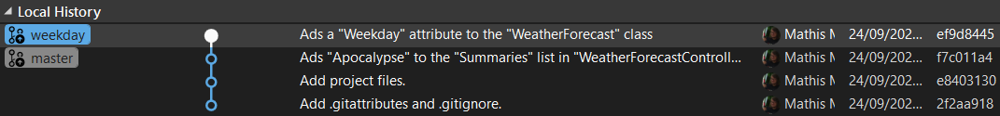 Local History
weekday Ads a "Weekday" attribute to the "WeatherForecast" class Mathis M 24/09/202... ef9d8445
master Ads "Apocalypse" to the "Summaries" list in "WeatherForecastControll... Mathis M 24/09/202... f7c011a4
Add project files. Mathis M 24/09/202... e8403130
Add .gitattributes and .gitignore. Mathis M 24/09/202... 2f2aa918